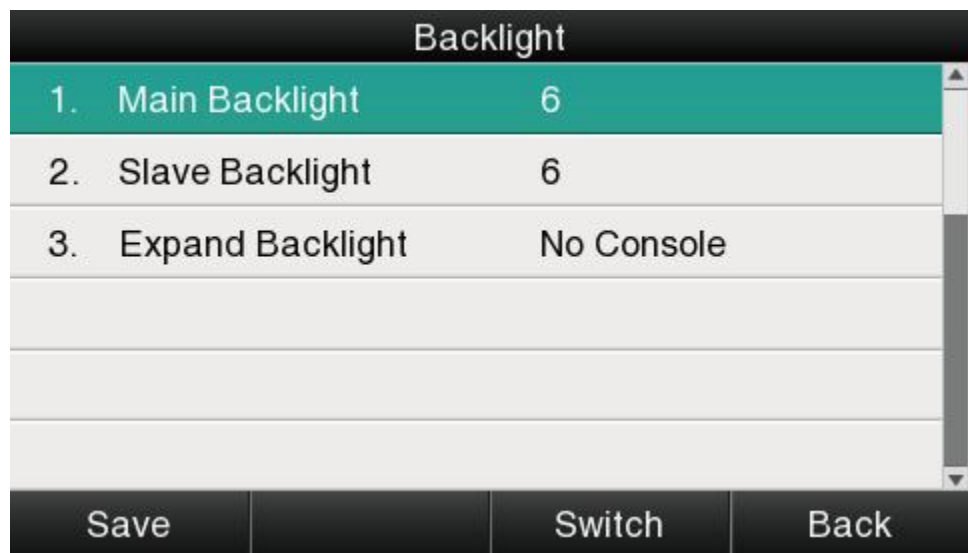 Backlight
1. Main Backlight 6
2. Slave Backlight 6
3. Expand Backlight No Console
Save Switch Back